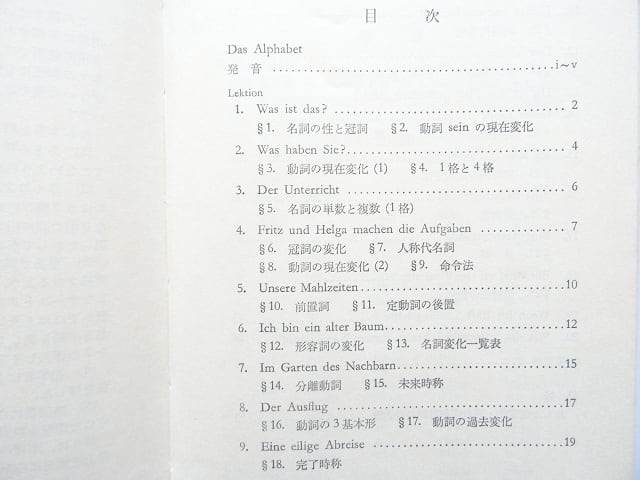 目 次
Das Alphabet
発 音 ........................................................i~v
Lektion
1. Was ist das? ........................................ 2
§1. 名詞の性と冠詞 §2. 動詞 sein の現在変化
2. Was haben Sie?...................................... 4
§3. 動詞の現在変化 (1) §4. 1格と4格
3. Der Unterricht ...................................... 6
§5. 名詞の単数と複数 (1格)
4. Fritz und Helga machen die Aufgaben .............. 7
§6. 冠詞の変化 §7. 人称代名詞
§8. 動詞の現在変化 (2) §9. 命令法
5. Unsere Mahlzeiten....................................10
§10. 前置詞 §11. 定動詞の後置
6. Ich bin ein alter Baum................................12
§12. 形容詞の変化 §13. 名詞変化一覧表
7. Im Garten des Nachbarn..............................15
§14. 分離動詞 §15. 未来時称
8. Der Ausflug ........................................17
§16. 動詞の3基本形 §17. 動詞の過去変化
9. Eine eilige Abreise ..................................19
§18. 完了時称